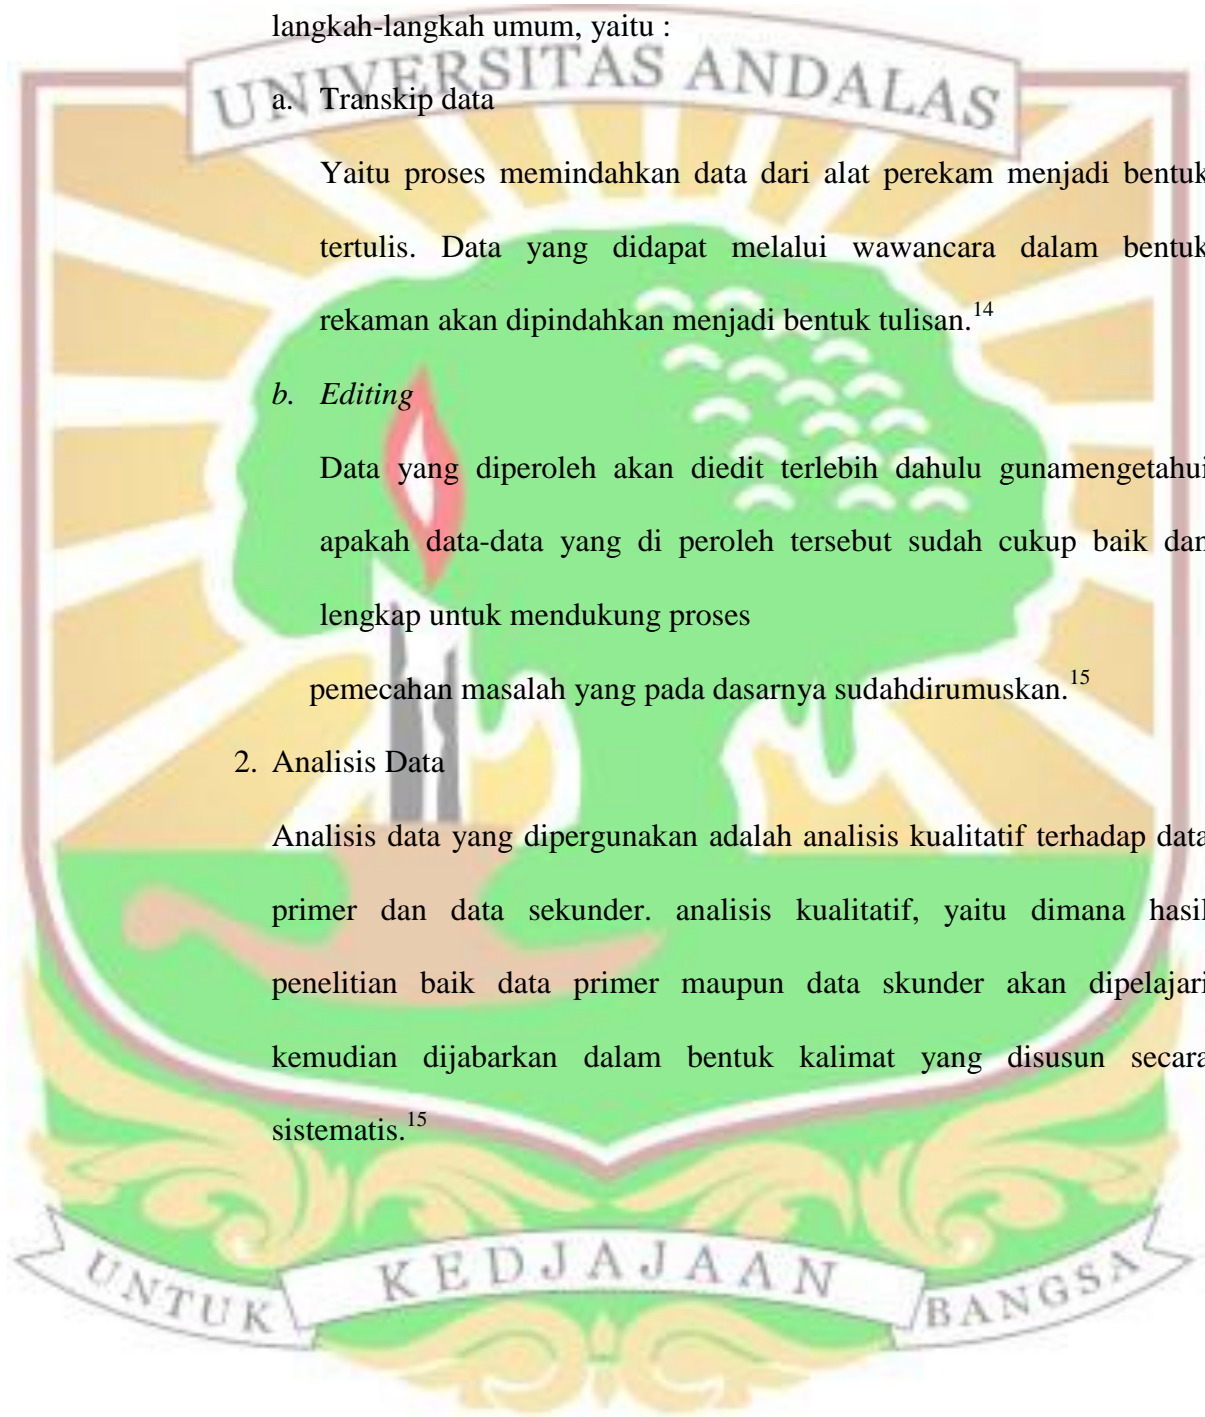 langkah-langkah umum, yaitu :
UNIVERSITAS ANDALAS
a. Transkip data
Yaitu proses memindahkan data dari alat perekam menjadi bentuk
tertulis. Data yang didapat melalui wawancara dalam bentuk
rekaman akan dipindahkan menjadi bentuk tulisan.14
b. Editing
Data yang diperoleh akan diedit terlebih dahulu gunamengetahui
apakah data-data yang di peroleh tersebut sudah cukup baik dan
lengkap untuk mendukung proses
pemecahan masalah yang pada dasarnya sudahdirumuskan.15
2. Analisis Data
Analisis data yang dipergunakan adalah analisis kualitatif terhadap data
primer dan data sekunder. analisis kualitatif, yaitu dimana hasil
penelitian baik data primer maupun data skunder akan dipelajari
kemudian dijabarkan dalam bentuk kalimat yang disusun secara
sistematis.15
UNTUK KEDJAJAAN BANGSA